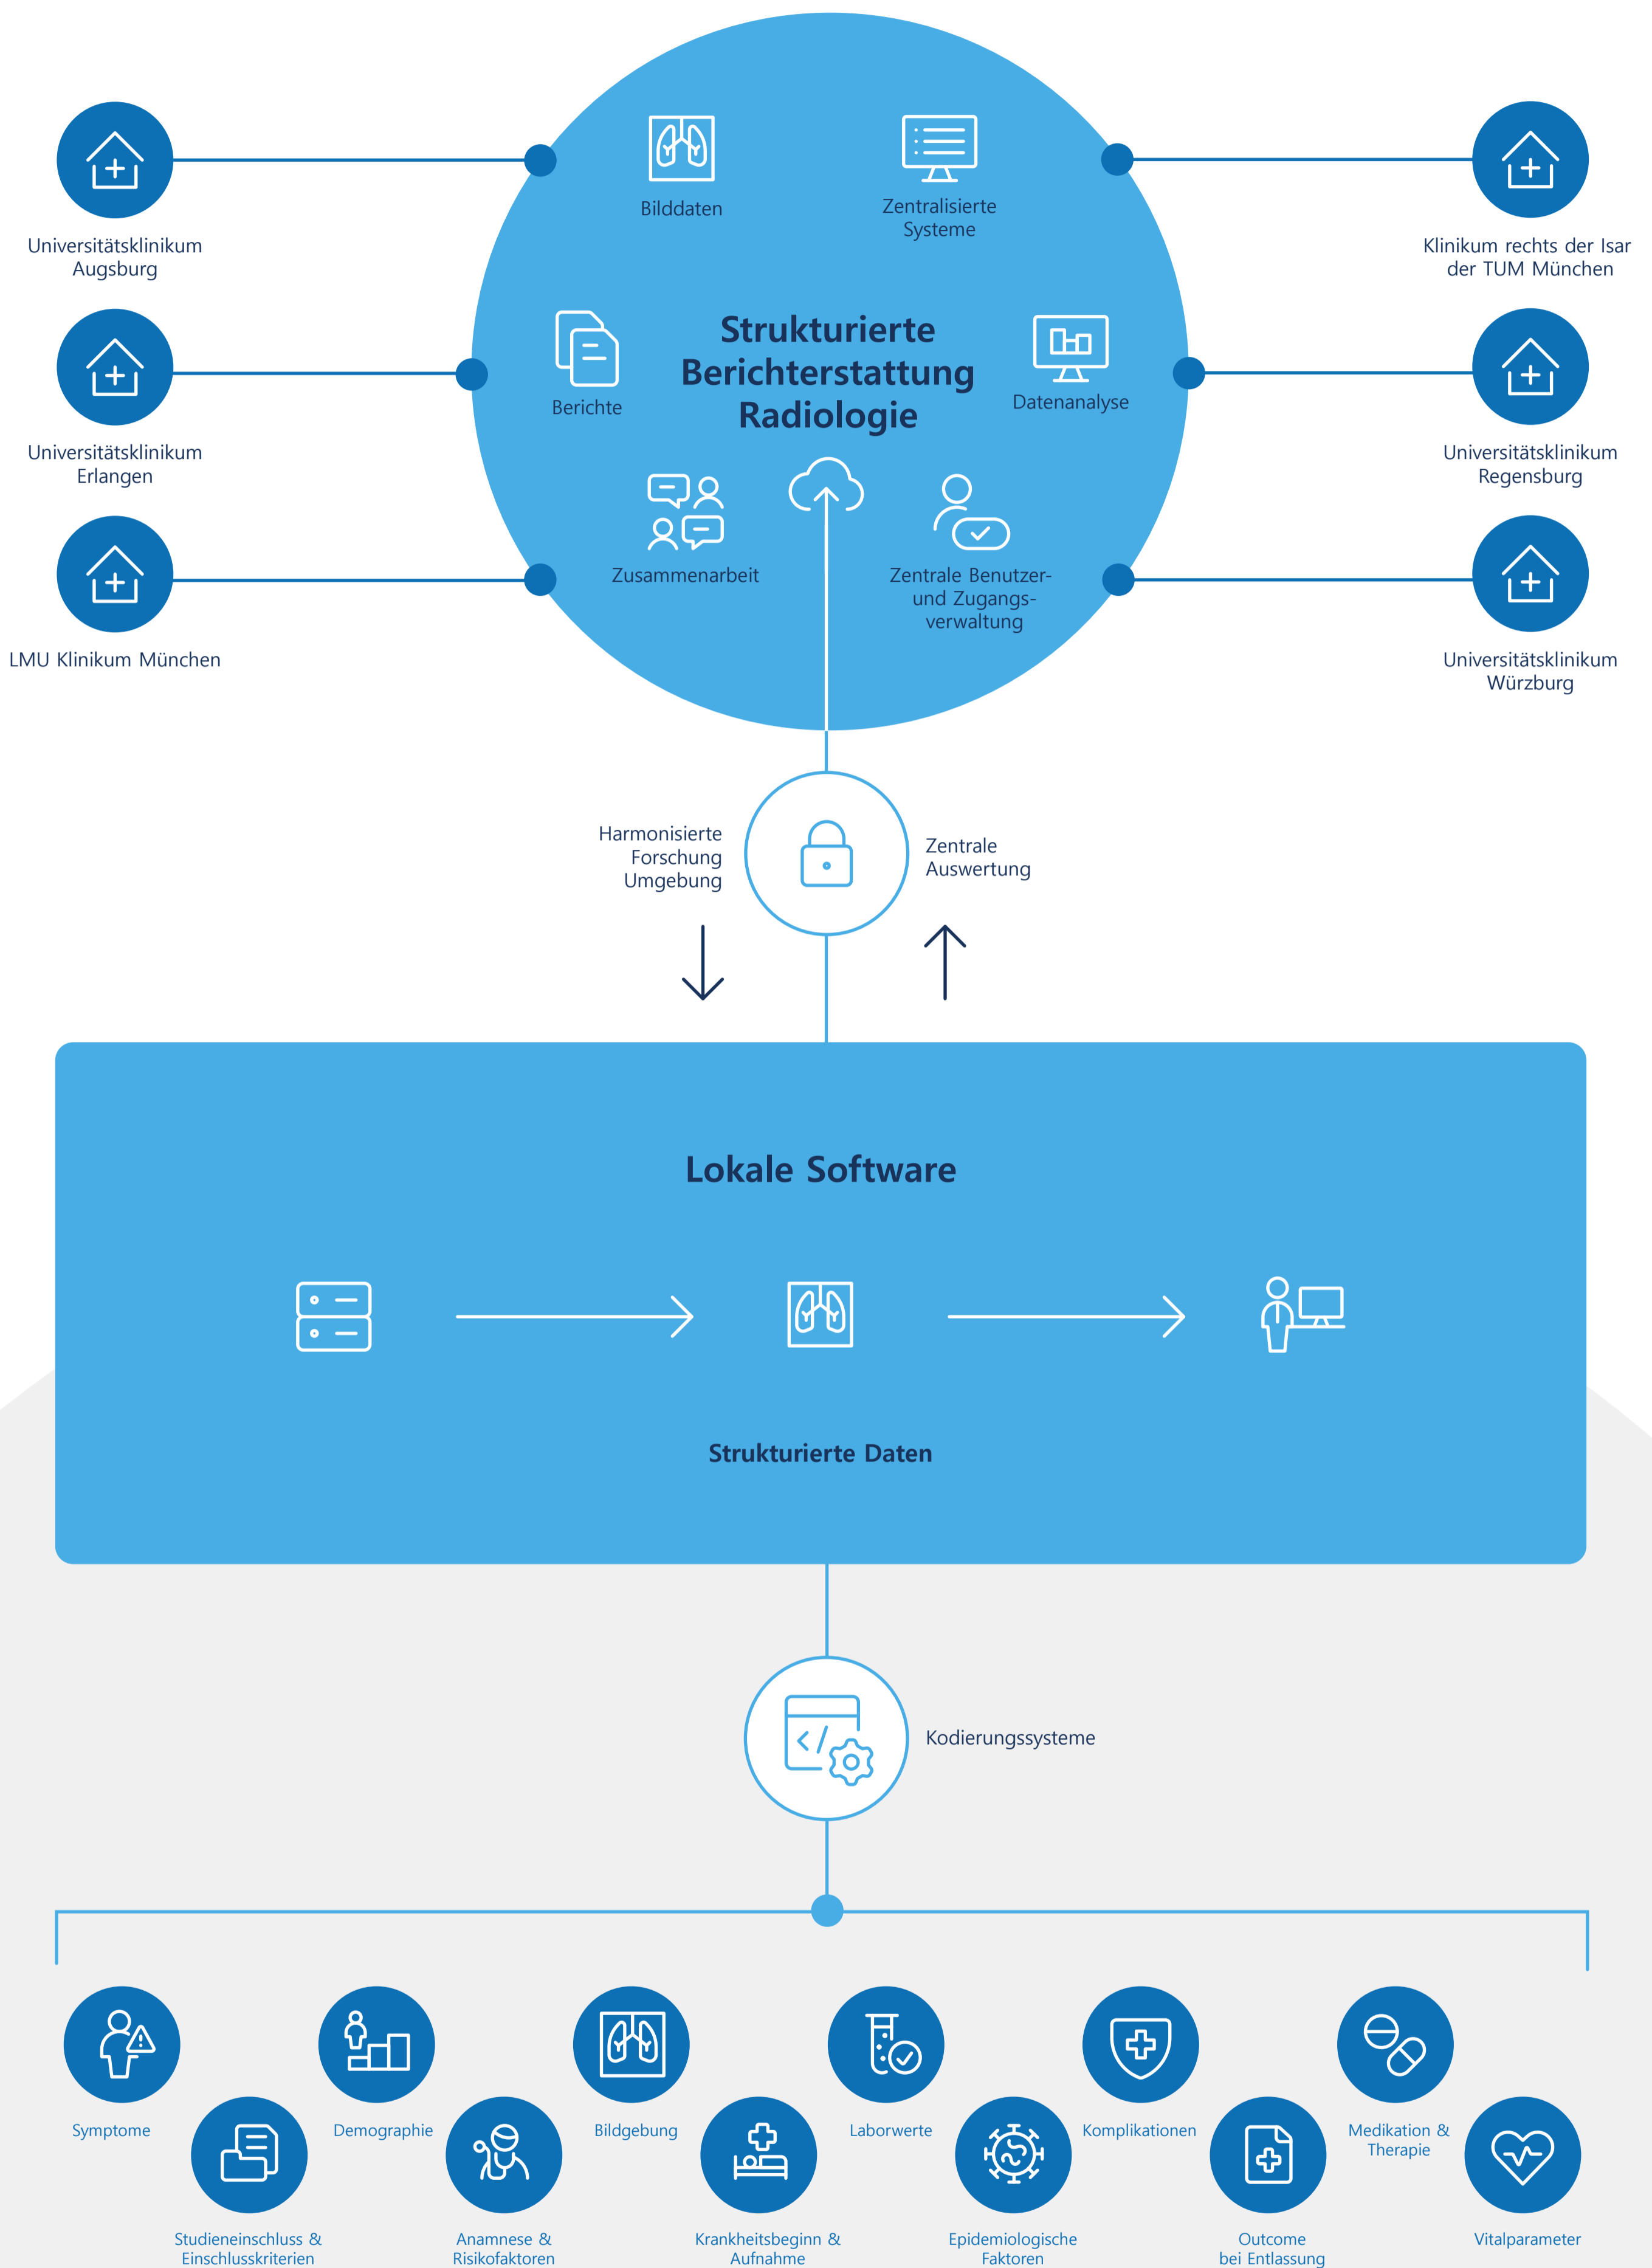 Bilddaten
Zentralisierte
Systeme
Universitätsklinikum
Augsburg
Klinikum rechts der Isar
der TUM München
Strukturierte
Berichterstattung
Radiologie
Berichte
Datenanalyse
Universitätsklinikum
Erlangen
Universitätsklinikum
Regensburg
Zusammenarbeit
Zentrale Benutzer-
und Zugangs-
verwaltung
LMU Klinikum München
Universitätsklinikum
Würzburg
Harmonisierte
Forschung
Umgebung
Zentrale
Auswertung
Lokale Software
Strukturierte Daten
Kodierungssysteme
Symptome
Demographie
Bildgebung
Laborwerte
Komplikationen
Medikation &
Therapie
Studieneinschluss &
Einschlusskriterien
Anamnese &
Risikofaktoren
Krankheitsbeginn &
Aufnahme
Epidemiologische
Faktoren
Outcome
bei Entlassung
Vitalparameter